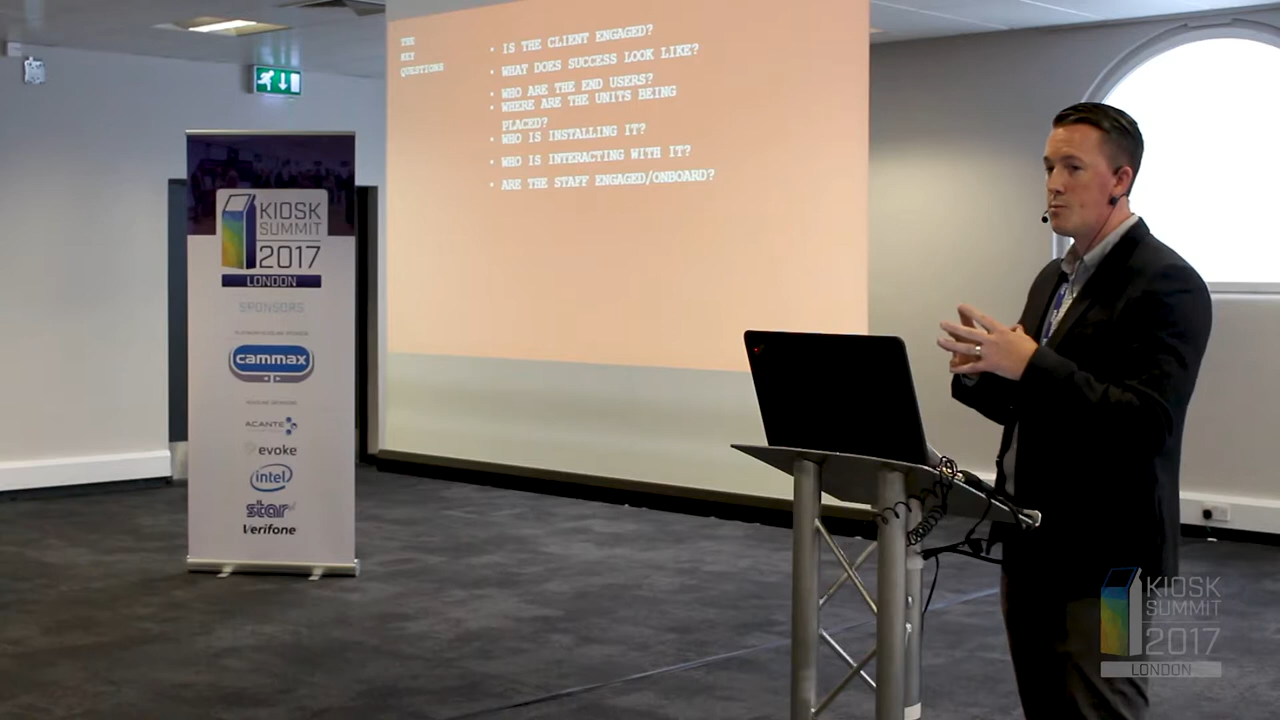 THE
KEY
QUESTIONS
• IS THE CLIENT ENGAGED?
• WHAT DOES SUCCESS LOOK LIKE?
• WHO ARE THE END USERS?
• WHERE ARE THE UNITS BEING
PLACED?
• WHO IS INSTALLING IT?
• WHO IS INTERACTING WITH IT?
• ARE THE STAFF ENGAGED/ONBOARD?
KIOSK
SUMMIT
2017
LONDON
SPONSORS
cammax
HEADLINE SPONSORS
ACANTE
evoke
intel
star
Verifone
KIOSK
SUMMIT
2017
LONDON